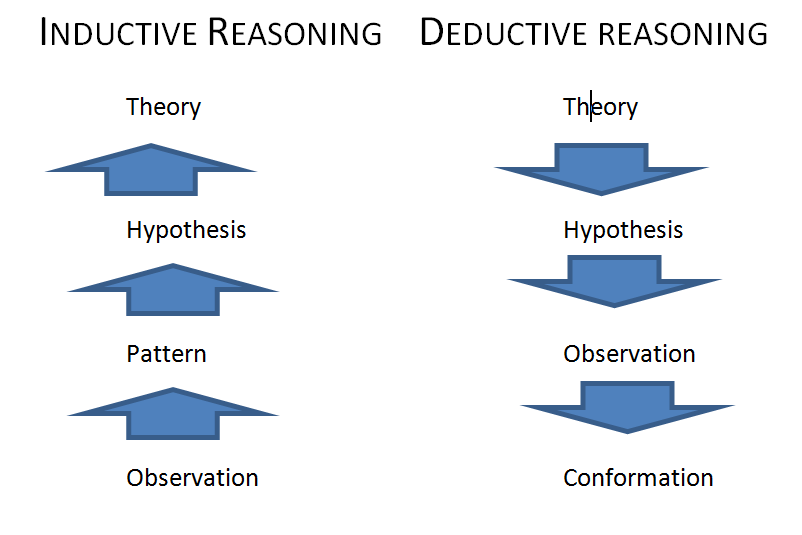 INDUCTIVE REASONING
Theory
Hypothesis
Pattern
Observation
DEDUCTIVE REASONING
Theory
Hypothesis
Observation
Conformation